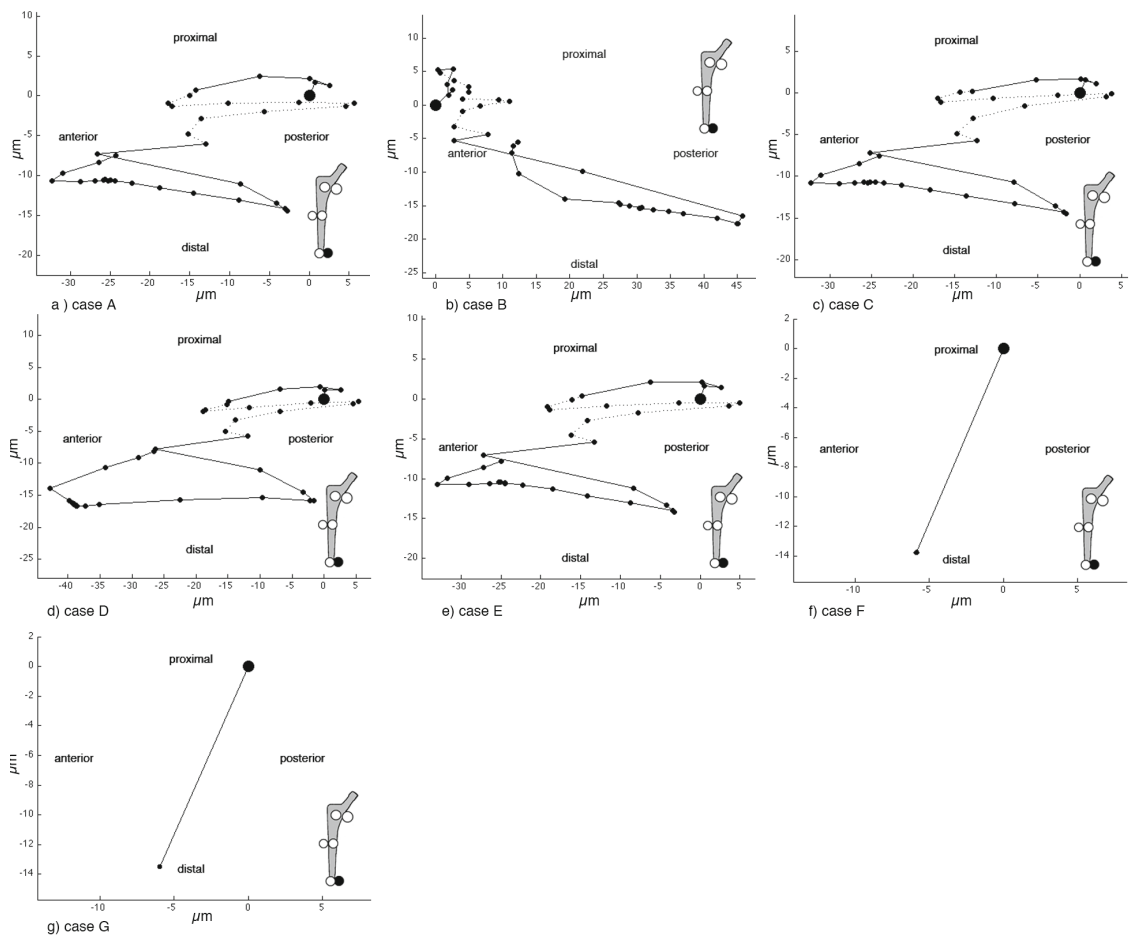 10
5
0
-5
-10
-15
-20
µm
proximal
anterior
posterior
distal
-30
-25
-20
-15
-10
-5
0
5
µm
a ) case A
10
5
0
-5
-10
-15
-20
-25
µm
proximal
anterior
posterior
distal
0
5
10
15
20
25
30
35
40
45
µm
b) case B
10
5
0
-5
-10
-15
-20
µm
proximal
anterior
posterior
distal
-30
-25
-20
-15
-10
-5
0
5
µm
c) case C
10
5
0
-5
-10
-15
-20
-25
µm
proximal
anterior
posterior
distal
-40
-35
-30
-25
-20
-15
-10
-5
0
5
µm
d) case D
10
5
0
-5
-10
-15
-20
µm
proximal
anterior
posterior
distal
-30
-25
-20
-15
-10
-5
0
5
µm
e) case E
2
0
-2
-4
-6
-8
-10
-12
-14
µm
proximal
anterior
posterior
distal
-10
-5
0
5
µm
f) case F
2
0
-2
-4
-6
-8
-10
-12
-14
µm
proximal
anterior
posterior
distal
-10
-5
0
5
µm
g) case G